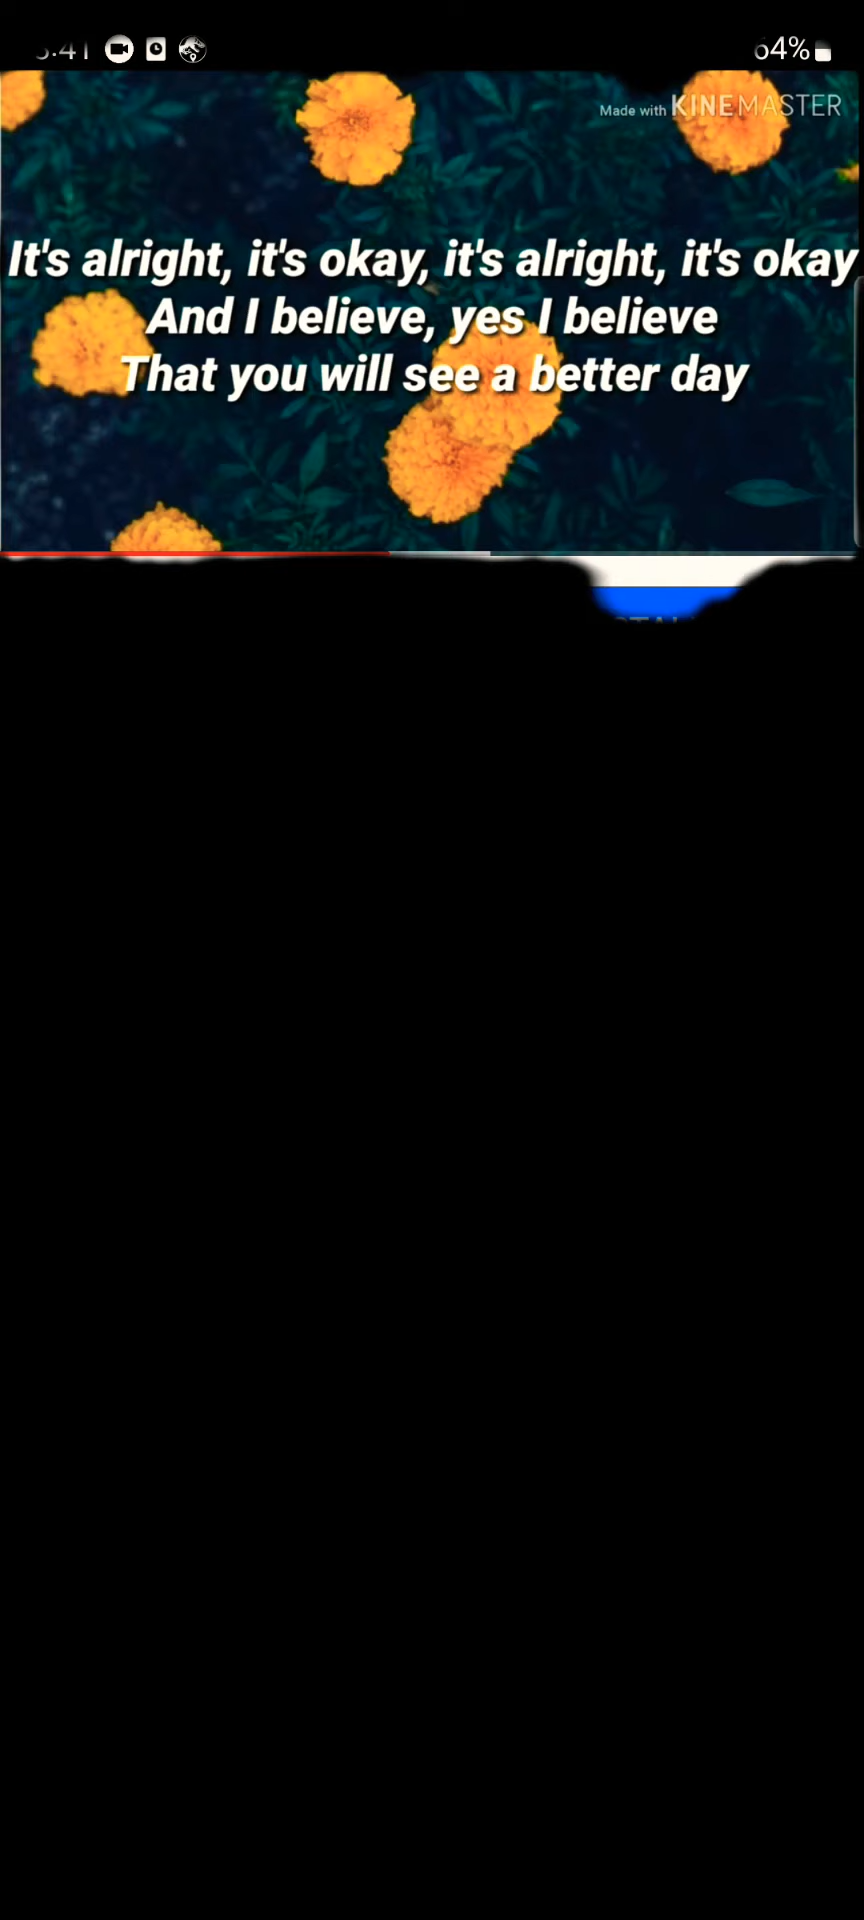 64%
Made with KINEMASTER
It's alright, it's okay, it's alright, it's okay
And I believe, yes I believe
That you will see a better day